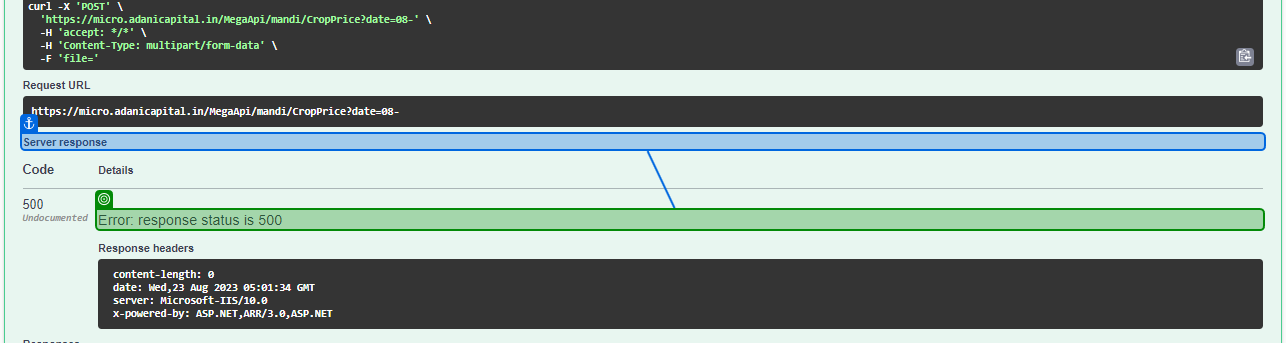 curl -X 'POST' \
'https://micro.adanicapital.in/MegaApi/mandi/CropPrice?date=08-' \
-H 'accept: */*' \
-H 'Content-Type: multipart/form-data' \
-F 'file='
Request URL
https://micro.adanicapital.in/MegaApi/mandi/CropPrice?date=08-
Server response
Code Details
500
Undocumented
Error: response status is 500
Response headers
content-length: 0
date: Wed,23 Aug 2023 05:01:34 GMT
server: Microsoft-IIS/10.0
x-powered-by: ASP.NET,ARR/3.0,ASP.NET
Responses